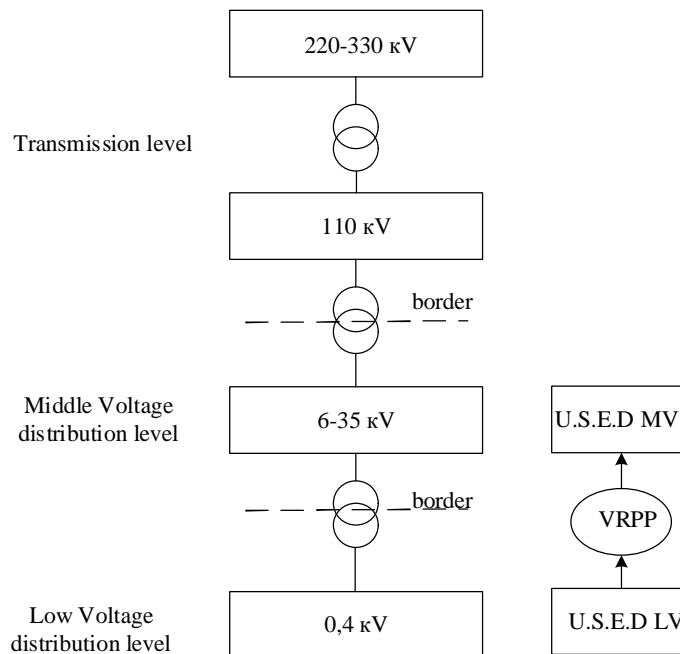 220-330 кV
Transmission level
110 кV
border
Middle Voltage
distribution level
6-35 кV
U.S.E.D MV
border
VRPP
Low Voltage
distribution level
0,4 кV
U.S.E.D LV